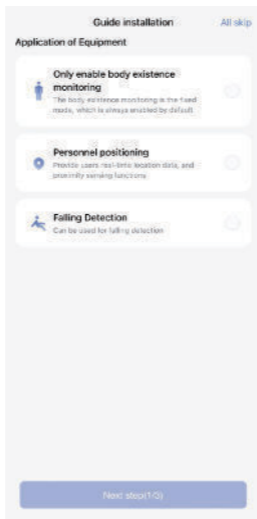 Guide installation
All skip
Application of Equipment
Only enable body existence
monitoring
The body existence monitoring is the fixed
mode, which is always enabled by default
Personnel positioning
Provide users real-time location data, and
proximity sensing functions
Falling Detection
Can be used for falling detection
Next step(1/3)